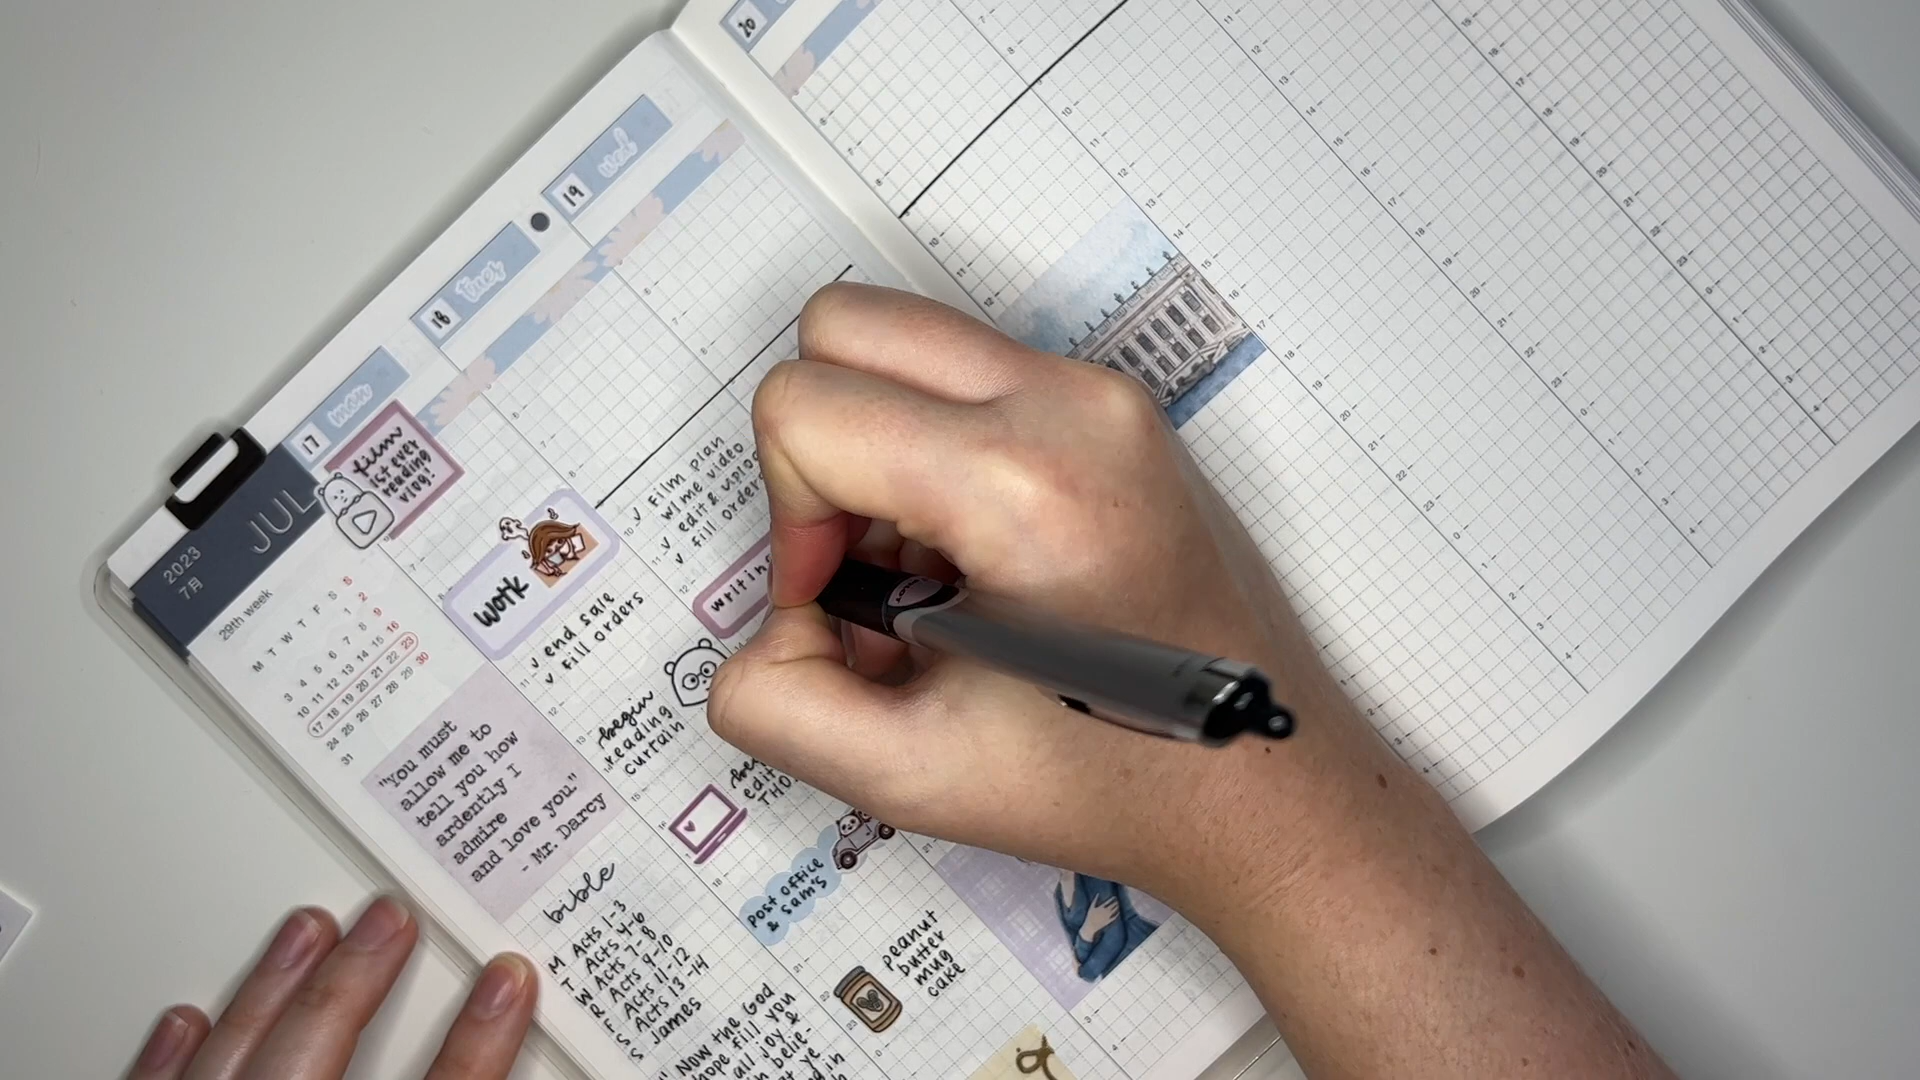 JUL
2023
7月
29th week
M T W T F S S
1 2
3 4 5 6 7 8 9
10 11 12 13 14 15 16
17 18 19 20 21 22 23
24 25 26 27 28 29 30
31
"You must
allow me to
tell you how
ardently I
admire
and love you"
- Mr. Darcy
bible
M Acts 1-3
T Acts 4-6
W Acts 7-8
R Acts 9-10
F Acts 11-12
S Acts 13-14
S James
"Now the God
hope fill you
all joy &
belie-
17 mon
film
1st ever
reading
vlog!
work
✓ end sale
✓ fill orders
begin
reading
curtain
18 tues
✓ film plan
w/me video
✓ edit & uploa
✓ fill orders
writing
edit
THO
post office
& sam's
peanut
butter
mug
cake
19 wed
20